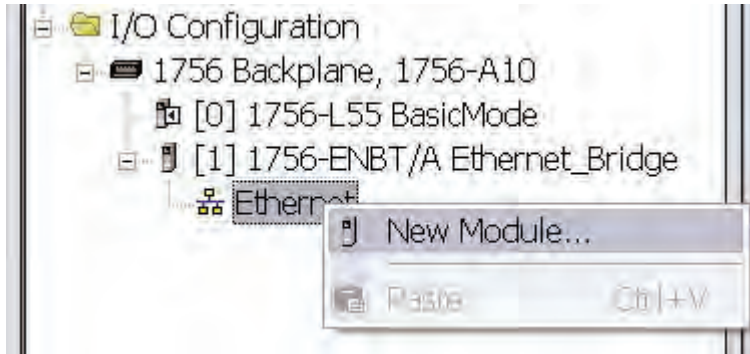 I/O Configuration
1756 Backplane, 1756-A10
[0] 1756-L55 BasicMode
[1] 1756-ENBT/A Ethernet_Bridge
Ethernet
New Module...
Paste Ctrl+V